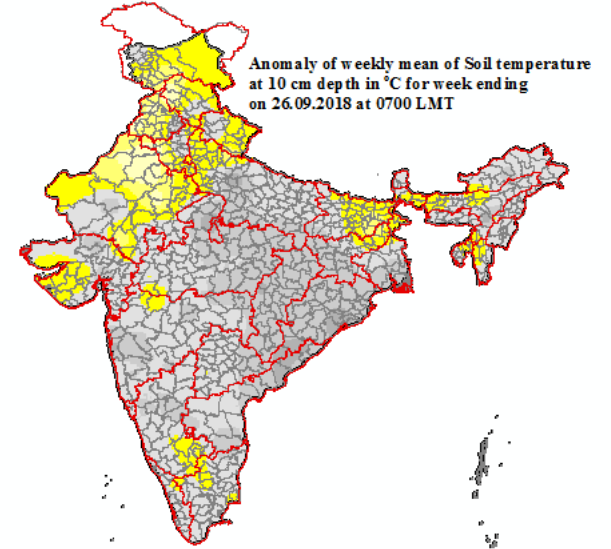 Anomaly of weekly mean of Soil temperature
at 10 cm depth in °C for week ending
on 26.09.2018 at 0700 LMT